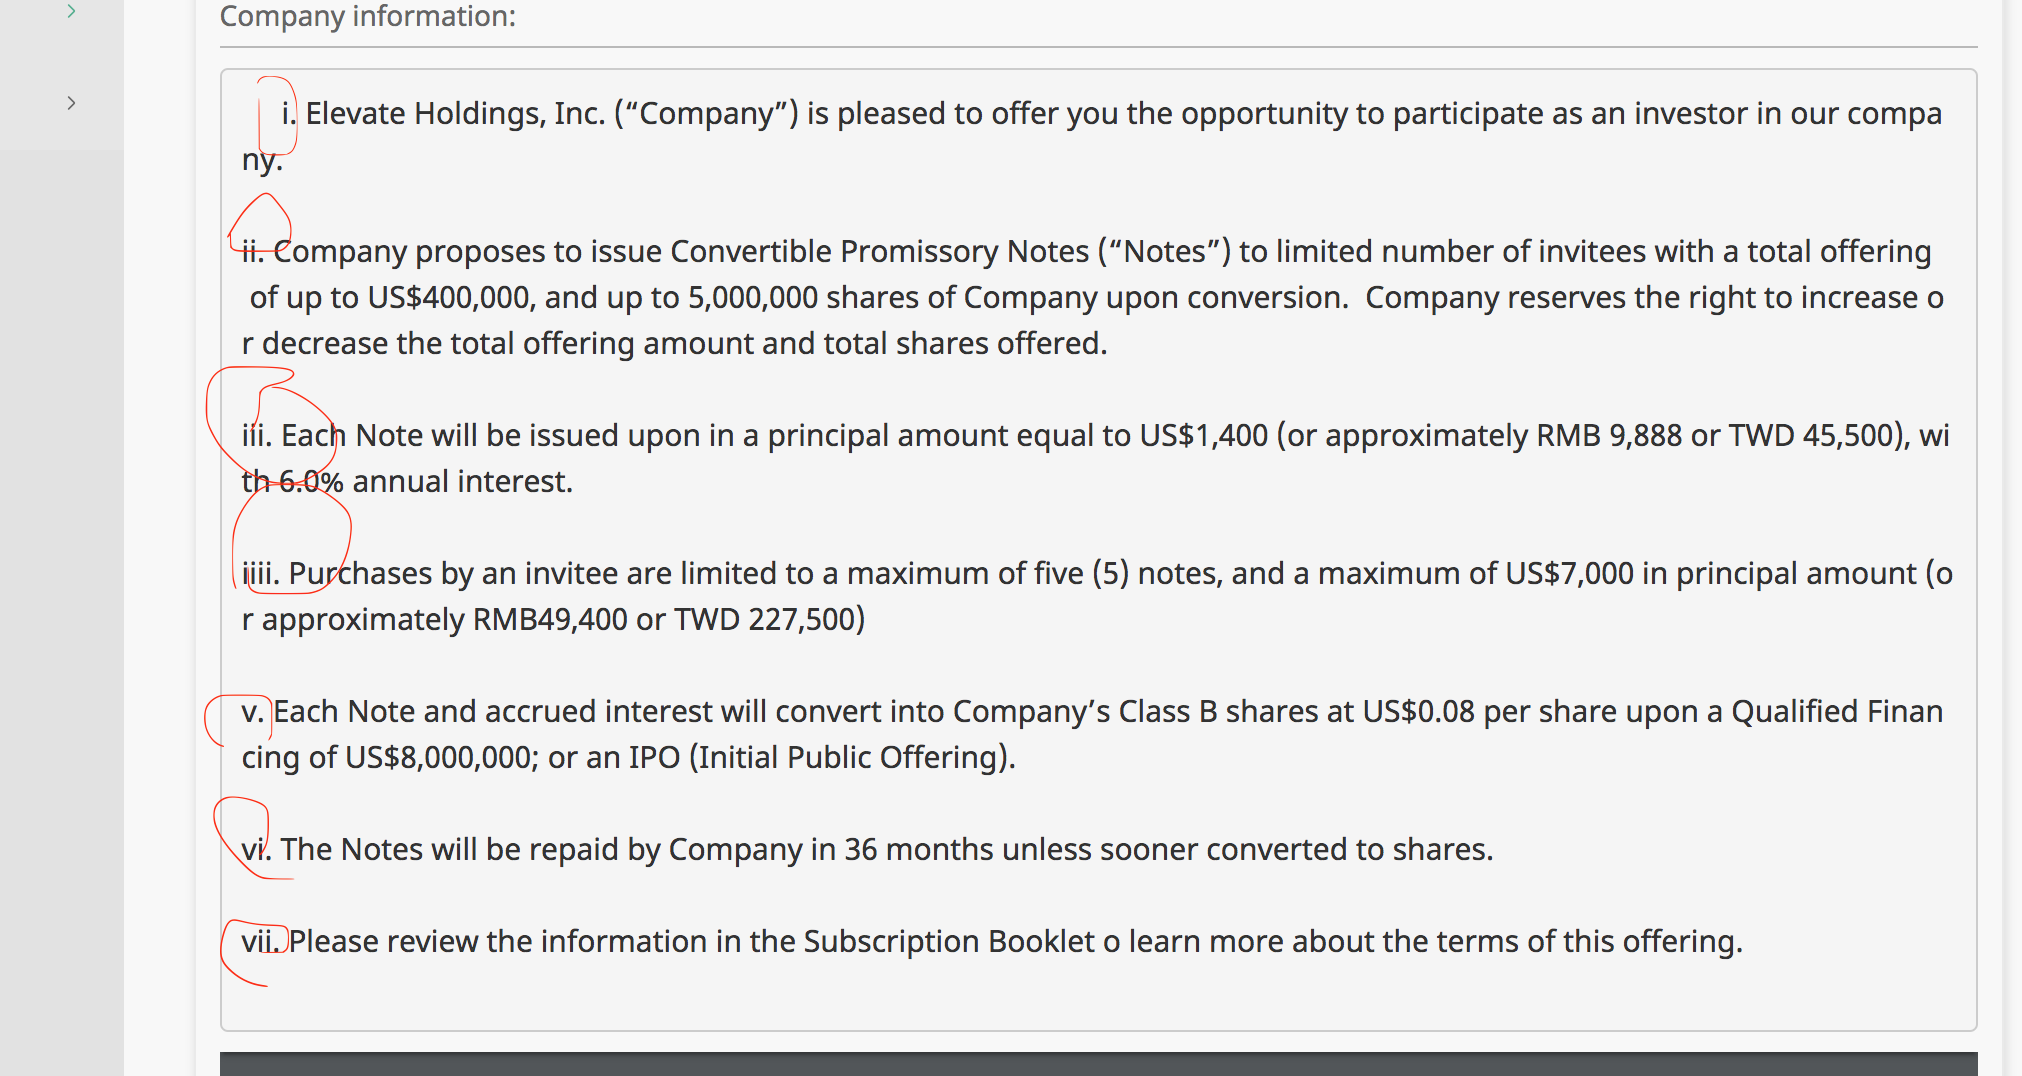 Company information:
i. Elevate Holdings, Inc. (“Company”) is pleased to offer you the opportunity to participate as an investor in our compa
ny.
ii. Company proposes to issue Convertible Promissory Notes (“Notes”) to limited number of invitees with a total offering
of up to US$400,000, and up to 5,000,000 shares of Company upon conversion.  Company reserves the right to increase o
r decrease the total offering amount and total shares offered.
iii. Each Note will be issued upon in a principal amount equal to US$1,400 (or approximately RMB 9,888 or TWD 45,500), wi
th 6.0% annual interest.
iiii. Purchases by an invitee are limited to a maximum of five (5) notes, and a maximum of US$7,000 in principal amount (o
r approximately RMB49,400 or TWD 227,500)
v. Each Note and accrued interest will convert into Company’s Class B shares at US$0.08 per share upon a Qualified Finan
cing of US$8,000,000; or an IPO (Initial Public Offering).
vi. The Notes will be repaid by Company in 36 months unless sooner converted to shares.
vii. Please review the information in the Subscription Booklet o learn more about the terms of this offering.